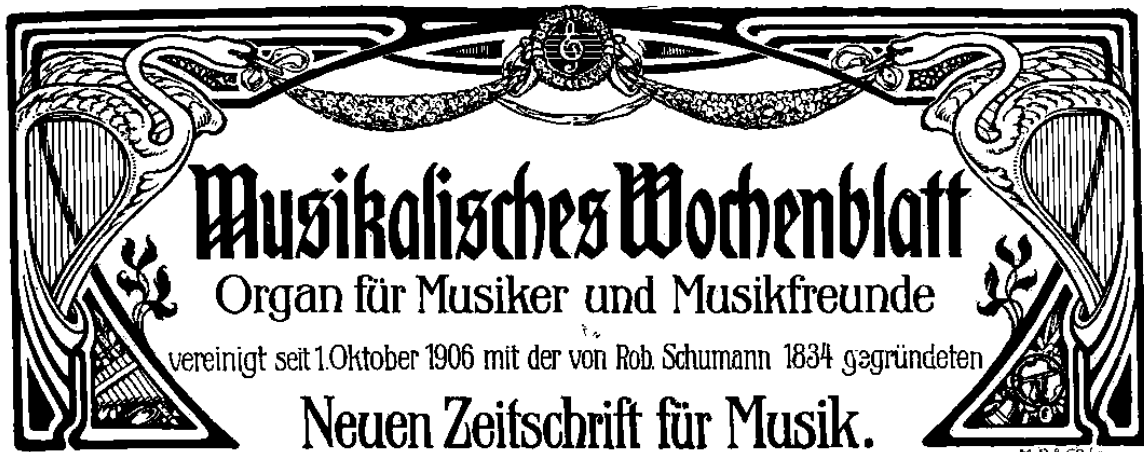 Musikalisches Wochenblatt
Organ für Musiker und Musikfreunde
vereinigt seit 1. Oktober 1906 mit der von Rob. Schumann 1834 gegründeten
Neuen Zeitschrift für Musik.